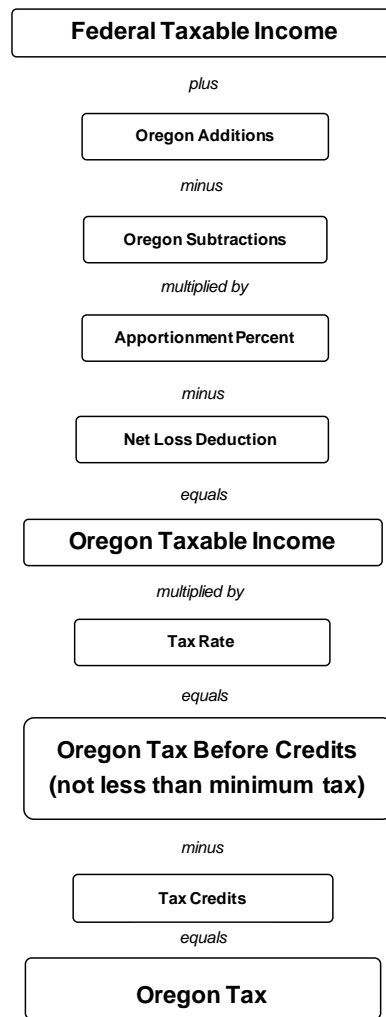 Federal Taxable Income
plus
Oregon Additions
minus
Oregon Subtractions
multiplied by
Apportionment Percent
minus
Net Loss Deduction
equals
Oregon Taxable Income
multiplied by
Tax Rate
equals
Oregon Tax Before Credits
(not less than minimum tax)
minus
Tax Credits
equals
Oregon Tax